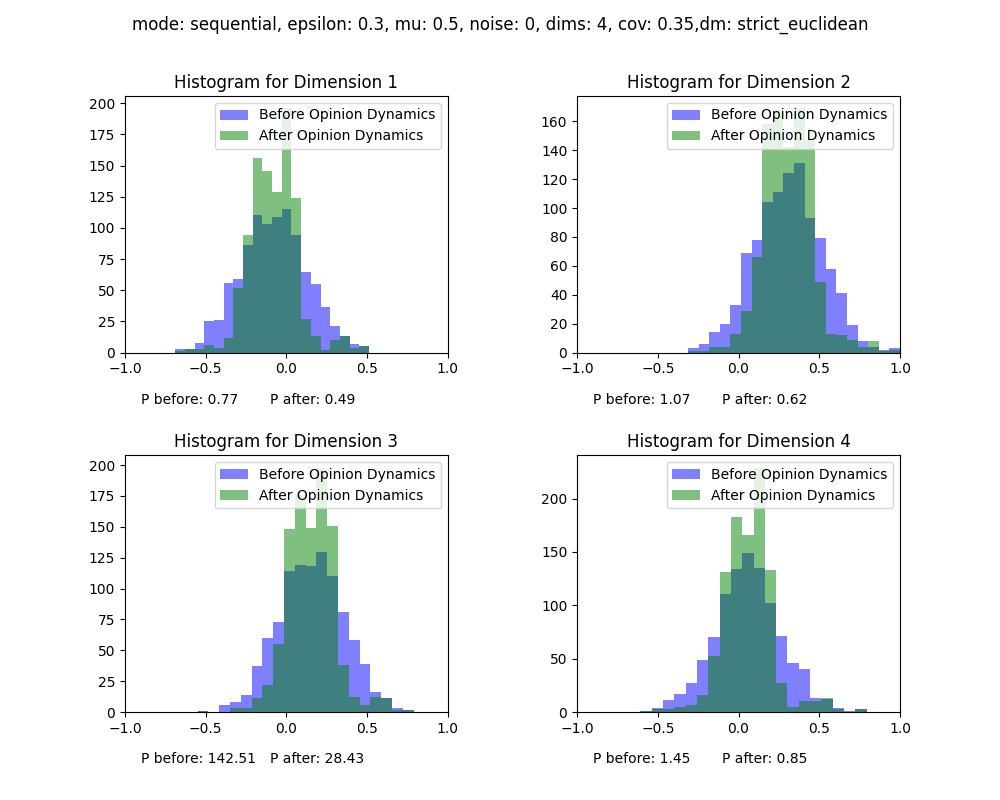 mode: sequential, epsilon: 0.3, mu: 0.5, noise: 0, dims: 4, cov: 0.35,dm: strict_euclidean
Histogram for Dimension 1
Before Opinion Dynamics
After Opinion Dynamics
200
175
150
125
100
75
50
25
0
−1.0 −0.5 0.0 0.5 1.0
P before: 0.77 P after: 0.49
Histogram for Dimension 2
Before Opinion Dynamics
After Opinion Dynamics
160
140
120
100
80
60
40
20
0
−1.0 −0.5 0.0 0.5 1.0
P before: 1.07 P after: 0.62
Histogram for Dimension 3
Before Opinion Dynamics
After Opinion Dynamics
200
175
150
125
100
75
50
25
0
−1.0 −0.5 0.0 0.5 1.0
P before: 142.51 P after: 28.43
Histogram for Dimension 4
Before Opinion Dynamics
After Opinion Dynamics
200
150
100
50
0
−1.0 −0.5 0.0 0.5 1.0
P before: 1.45 P after: 0.85